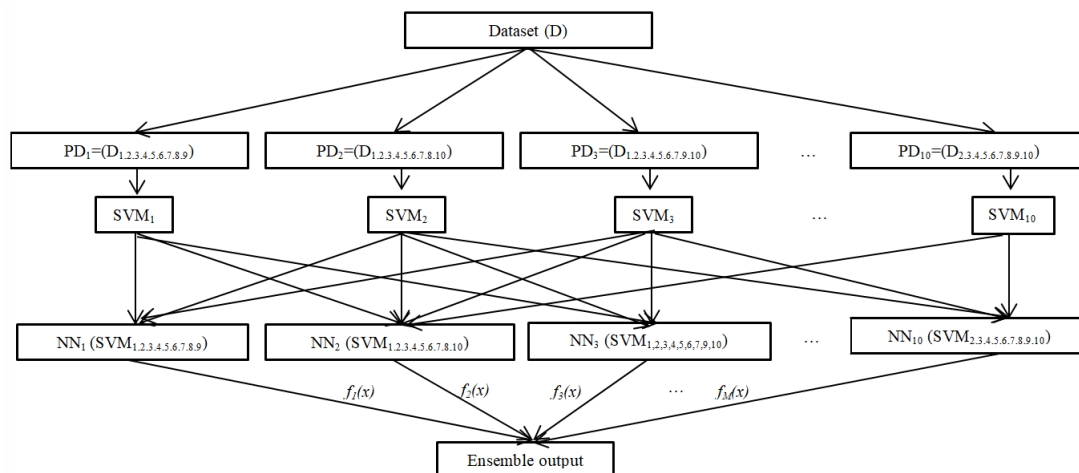 Dataset (D)
PD₁=(D₁.₂.₃.₄.₅.₆.₇.₈.₉)
PD₂=(D₁.₂.₃.₄.₅.₆.₇.₈.₁₀)
PD₃=(D₁.₂.₃.₄.₅.₆.₇.₉.₁₀)
...
PD₁₀=(D₂.₃.₄.₅.₆.₇.₈.₉.₁₀)
SVM₁
SVM₂
SVM₃
...
SVM₁₀
NN₁ (SVM₁.₂.₃.₄.₅.₆.₇.₈.₉)
NN₂ (SVM₁.₂.₃.₄.₅.₆.₇.₈.₁₀)
NN₃ (SVM₁,₂,₃,₄,₅,₆,₇,₉,₁₀)
...
NN₁₀ (SVM₂.₃.₄.₅.₆.₇.₈.₉.₁₀)
f₁(x)
f₂(x)
f₃(x)
...
f_M(x)
Ensemble output